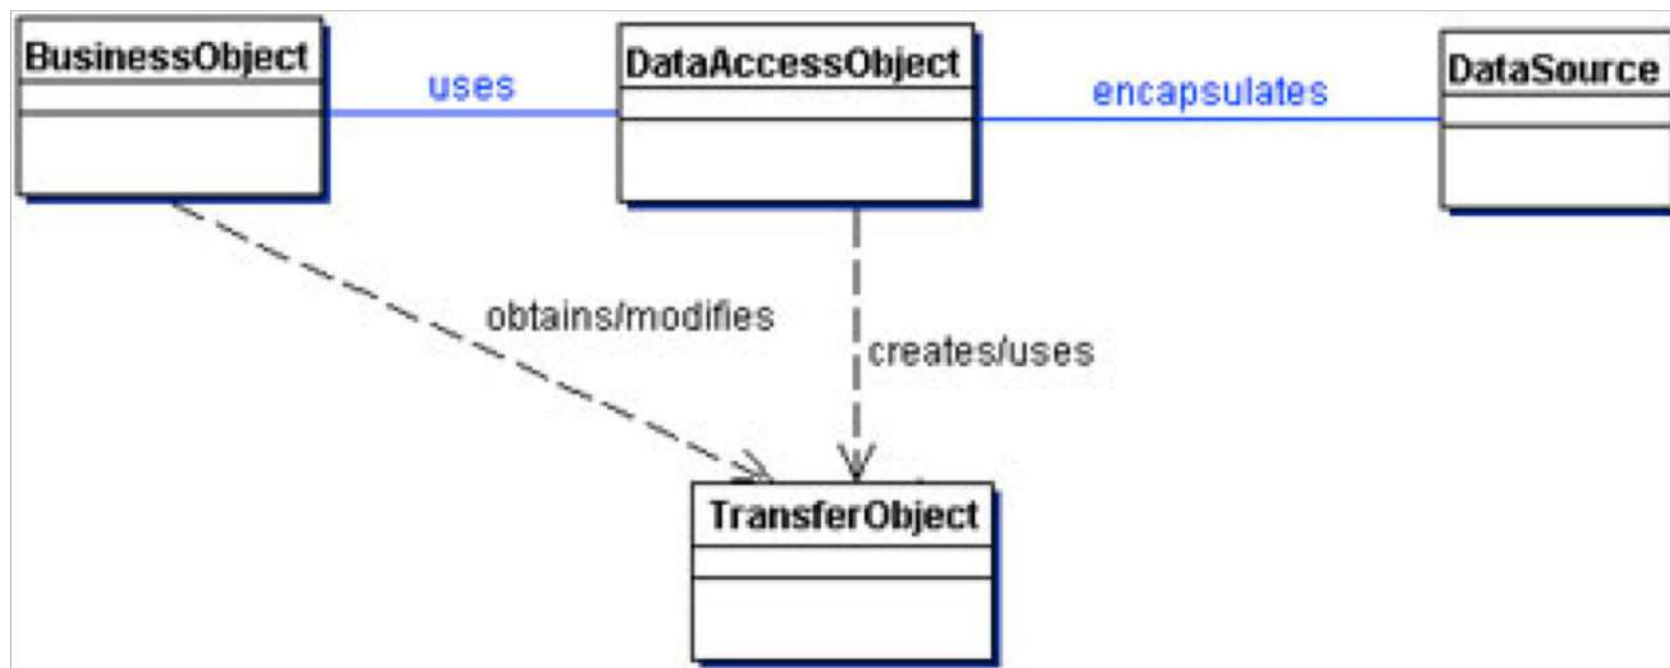 BusinessObject
uses
DataAccessObject
encapsulates
DataSource
obtains/modifies
creates/uses
TransferObject